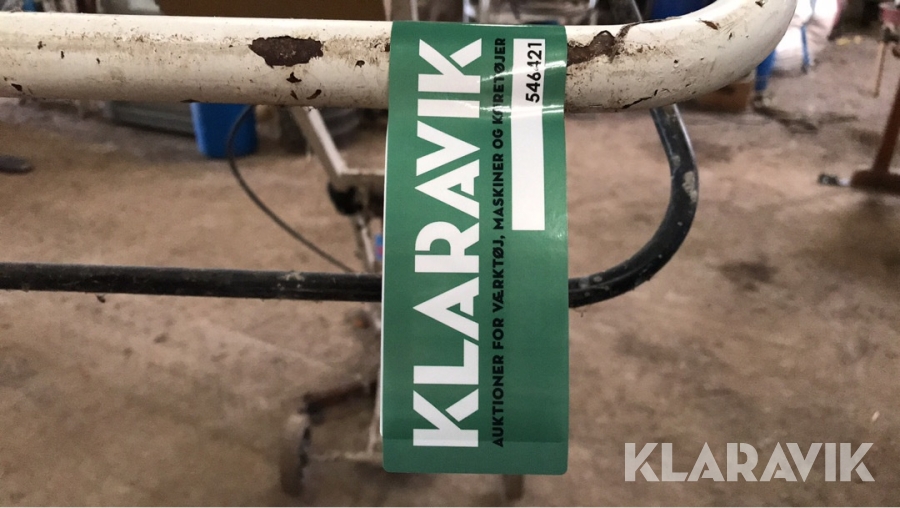 KLARAVIK
AUKTIONER FOR VÆRKTØJ, MASKINER OG KØRETØJER
546421
KLARAVIK